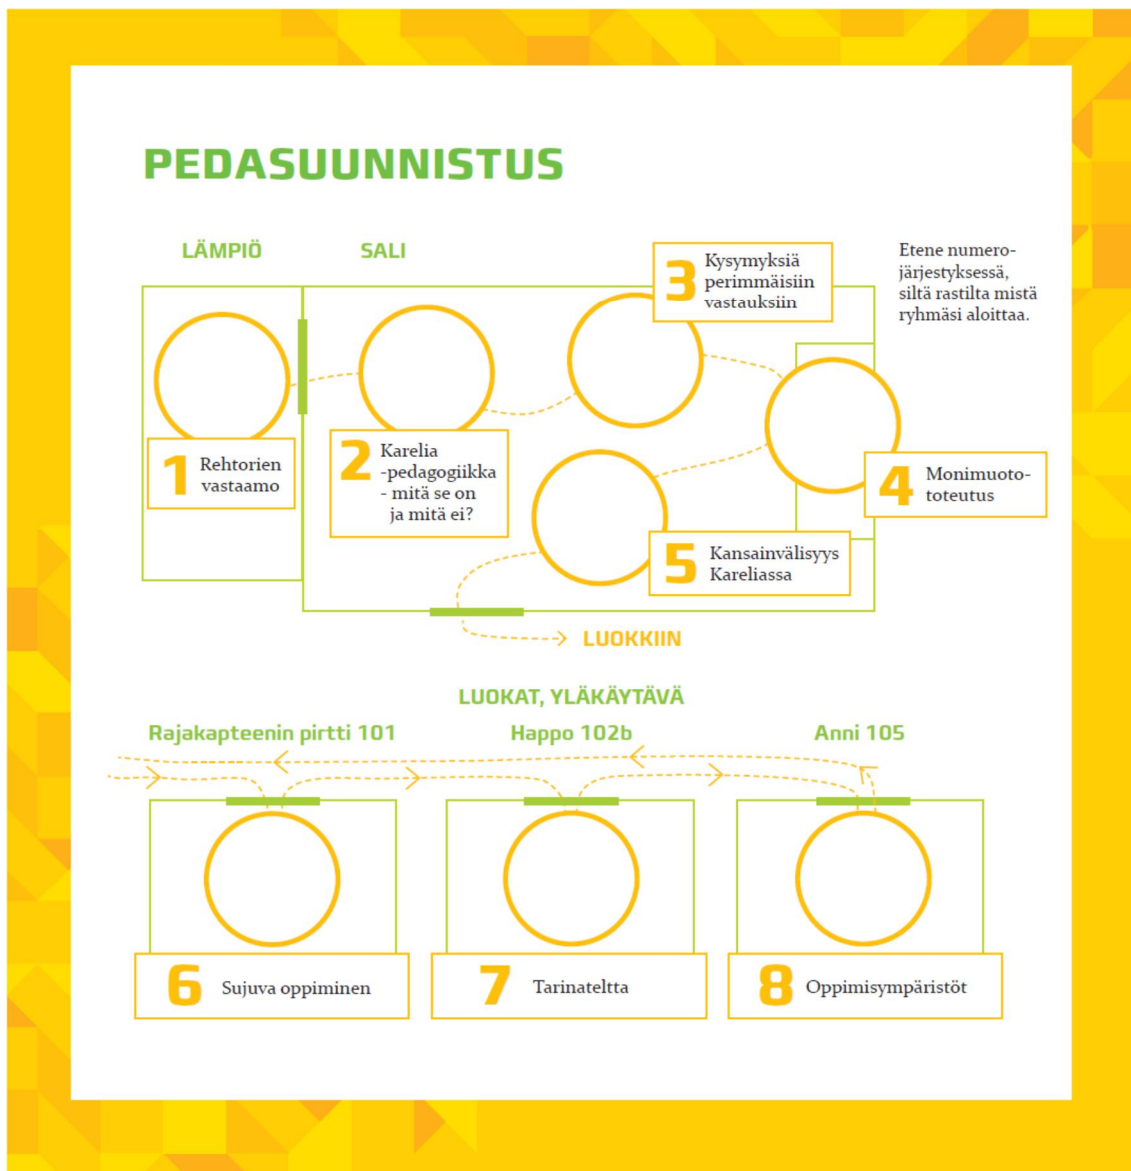 PEDASUUNNISTUS
LÄMPIÖ
SALI
Etene numero-
järjestyksessä,
siltä rastilta mistä
ryhmäsi aloittaa.
1
Rehtorien
vastaamo
2
Karelia
-pedagogiikka
- mitä se on
ja mitä ei?
3
Kysymyksiä
perimmäisiin
vastauksiin
4
Monimuoto-
toteutus
5
Kansainvälisyys
Kareliassa
LUOKKIIN
LUOKAT, YLÄKÄYTÄVÄ
Rajakapteenin pirtti 101
Happo 102b
Anni 105
6
Sujuva oppiminen
7
Tarinateltta
8
Oppimisympäristöt